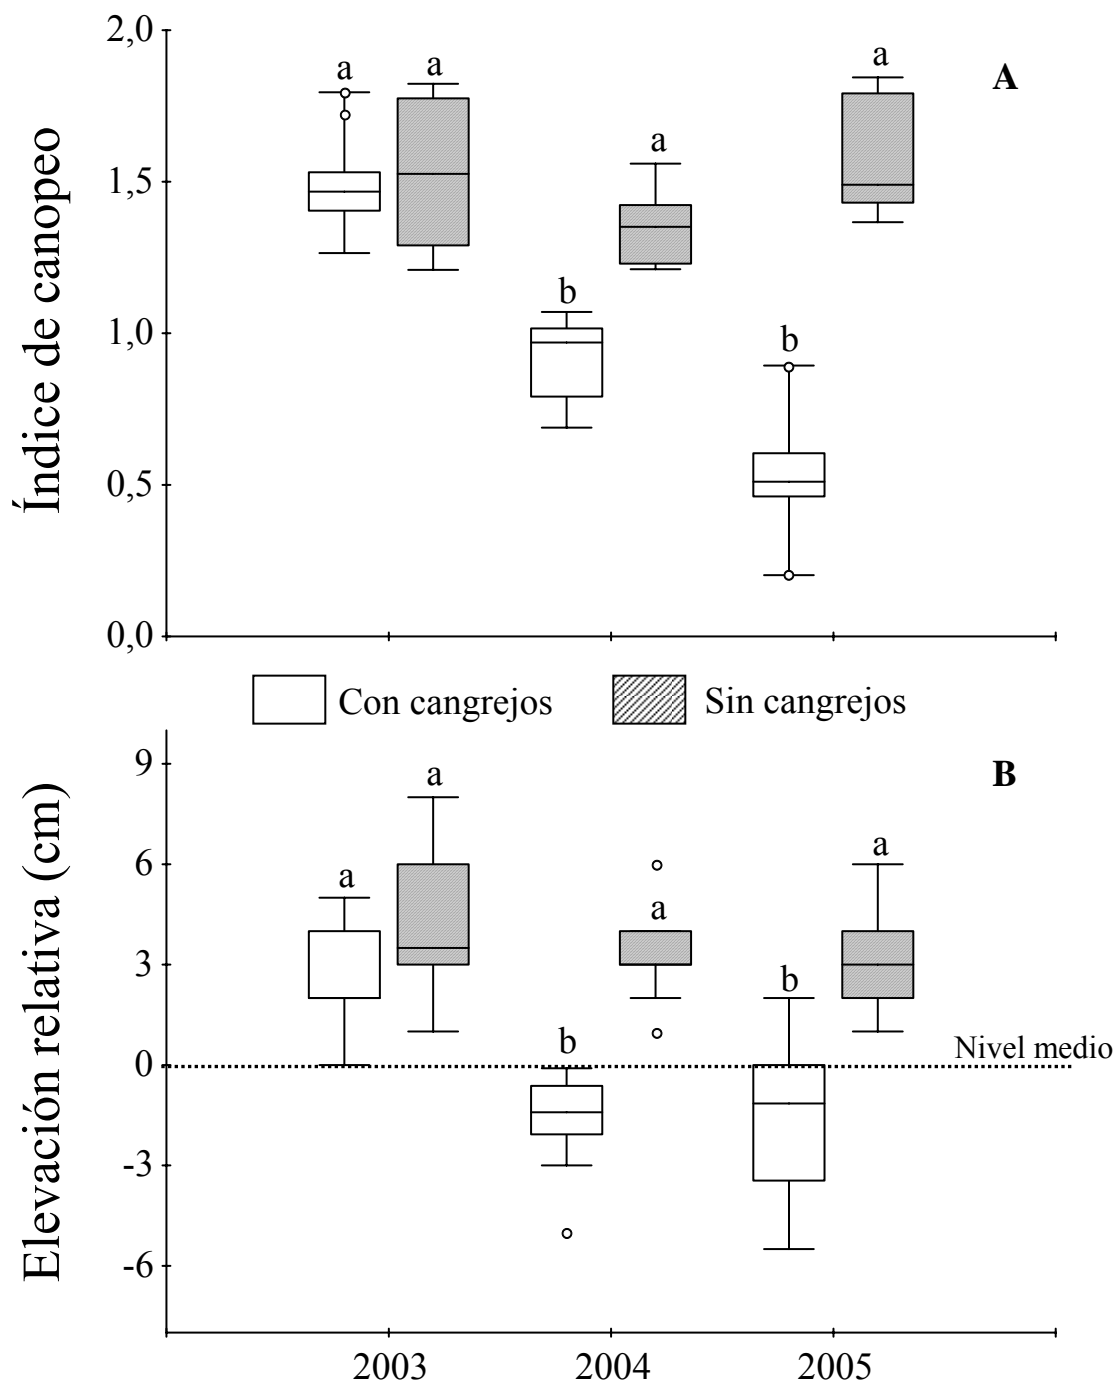 2,0
a
a
a
A
1,5
a
b
1,0
b
0,5
0,0
Índice de canopeo
Con cangrejos
Sin cangrejos
9
a
B
6
a
a
a
3
b
b
0
Nivel medio
-3
-6
Elevación relativa (cm)
2003
2004
2005